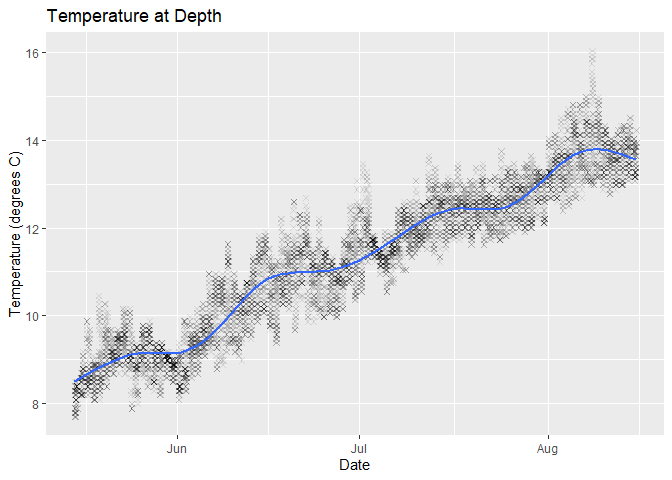 Temperature at Depth
16
14
12
10
8
Temperature (degrees C)
Jun
Jul
Aug
Date